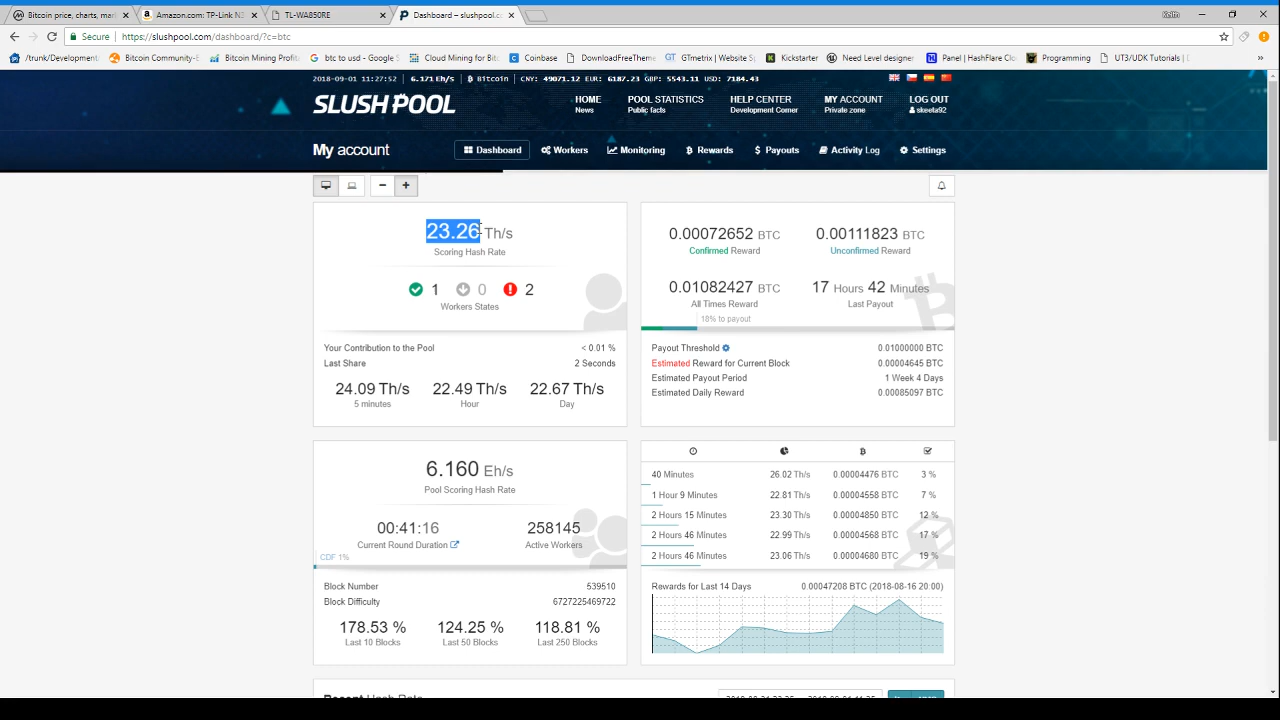 Bitcoin price, charts, mar
Amazon.com: TP-Link N3
TL-WA850RE
Dashboard – slushpool.c
Secure
https://slushpool.com/dashboard/?c=btc
/trunk/Development
Bitcoin Community-E
Bitcoin Mining Profit
btc to usd - Google S
Cloud Mining for Bit
Coinbase
DownloadFreeThem
GTmetrix | Website Sp
Kickstarter
Need Level designer
Panel | HashFlare Clo
Programming
UT3/UDK Tutorials | D
2018-09-01 11:27:52 | 6.171 Eh/s | Bitcoin CNY: 49071.12 EUR: 6187.23 GBP: 5543.11 USD: 7184.43
SLUSHPOOL
HOME
News
POOL STATISTICS
Public facts
HELP CENTER
Development Corner
MY ACCOUNT
Private zone
LOG OUT
skeeta92
My account
Dashboard
Workers
Monitoring
Rewards
$ Payouts
Activity Log
Settings
23.26 Th/s
Scoring Hash Rate
1 0 2
Workers States
Your Contribution to the Pool < 0.01 %
Last Share 2 Seconds
24.09 Th/s 22.49 Th/s 22.67 Th/s
5 minutes Hour Day
0.00072652 BTC 0.00111823 BTC
Confirmed Reward Unconfirmed Reward
0.01082427 BTC 17 Hours 42 Minutes
All Times Reward Last Payout
18% to payout
Payout Threshold 0.01000000 BTC
Estimated Reward for Current Block 0.00004645 BTC
Estimated Payout Period 1 Week 4 Days
Estimated Daily Reward 0.00085097 BTC
6.160 Eh/s
Pool Scoring Hash Rate
00:41:16 258145
Current Round Duration Active Workers
CDF 1%
Block Number 539510
Block Difficulty 6727225469722
178.53 % 124.25 % 118.81 %
Last 10 Blocks Last 50 Blocks Last 250 Blocks
40 Minutes 26.02 Th/s 0.00004476 BTC 3 %
1 Hour 9 Minutes 22.81 Th/s 0.00004558 BTC 7 %
2 Hours 15 Minutes 23.30 Th/s 0.00004850 BTC 12 %
2 Hours 46 Minutes 22.99 Th/s 0.00004568 BTC 17 %
2 Hours 46 Minutes 23.06 Th/s 0.00004680 BTC 19 %
Rewards for Last 14 Days 0.00047208 BTC (2018-08-16 20:00)
Recent Hash Rate